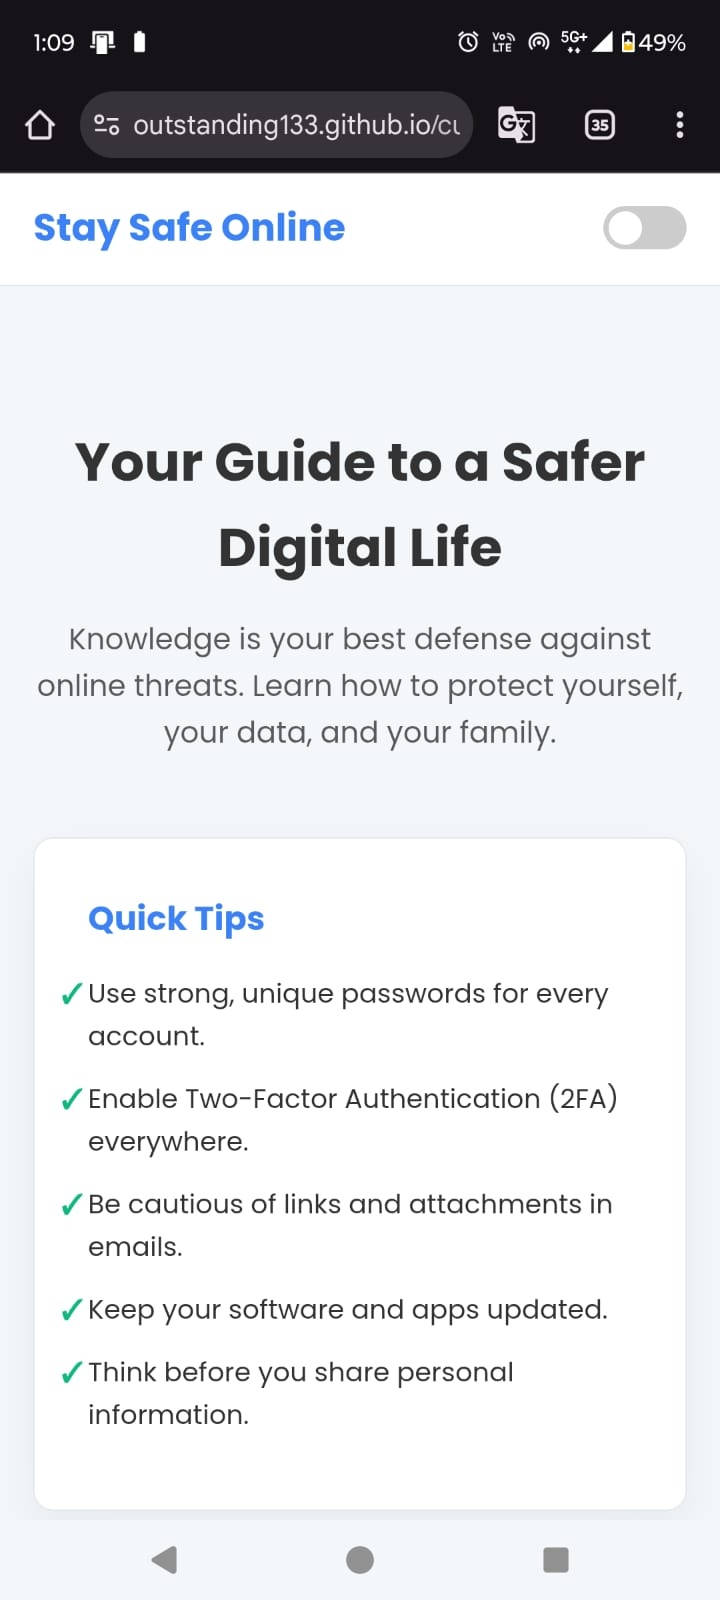 1:09 Vo LTE 5G+ 49%
outstanding133.github.io/cu 35
Stay Safe Online
Your Guide to a Safer
Digital Life
Knowledge is your best defense against
online threats. Learn how to protect yourself,
your data, and your family.
Quick Tips
✓Use strong, unique passwords for every
account.
✓Enable Two-Factor Authentication (2FA)
everywhere.
✓Be cautious of links and attachments in
emails.
✓Keep your software and apps updated.
✓Think before you share personal
information.